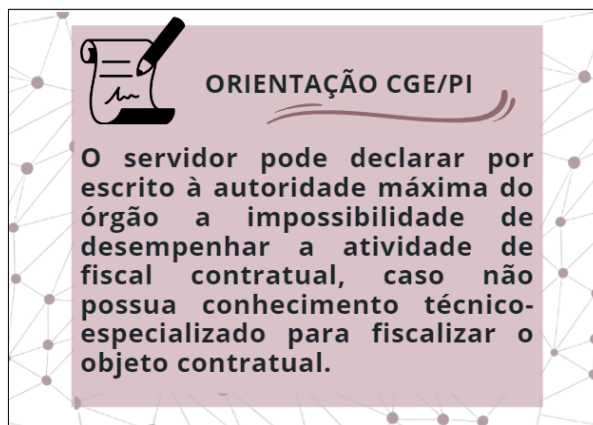 ORIENTAÇÃO CGE/PI
O servidor pode declarar por
escrito à autoridade máxima do
órgão a impossibilidade de
desempenhar a atividade de
fiscal contratual, caso não
possua conhecimento técnico-
especializado para fiscalizar o
objeto contratual.